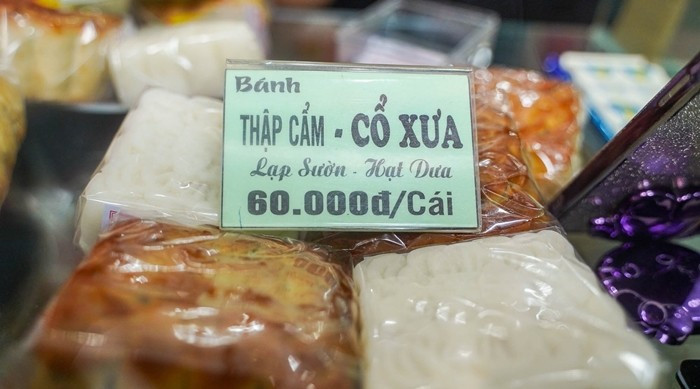 Bánh
THẬP CẨM - CỔ XƯA
Lạp Sườn - Hạt Dưa
60.000đ/Cái